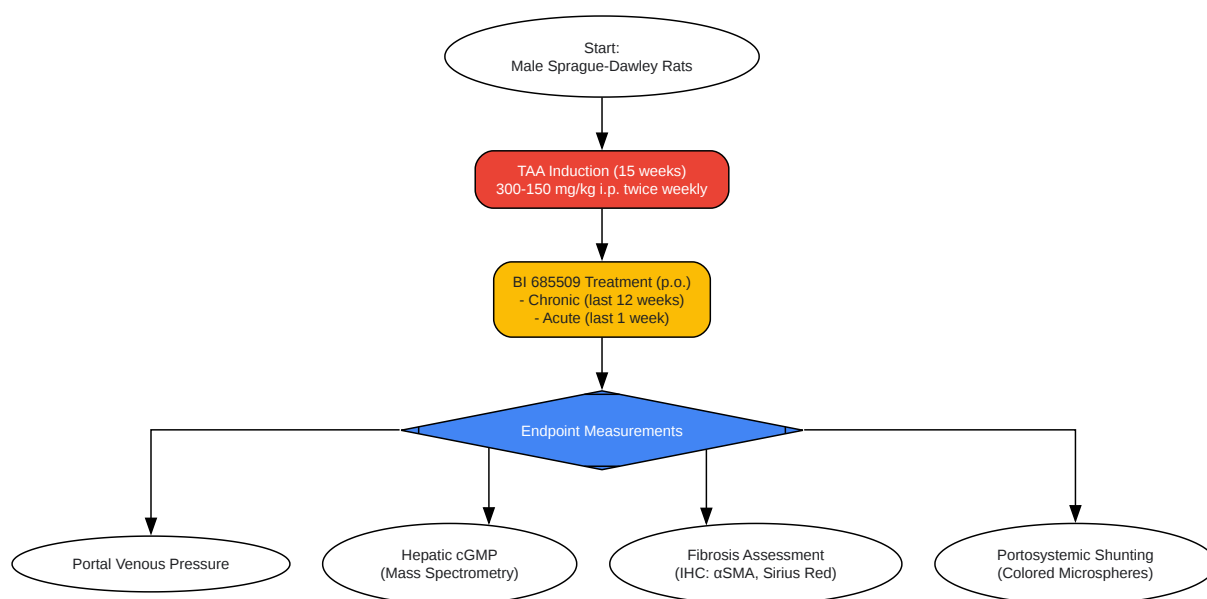 Start:
Male Sprague-Dawley Rats
TAA Induction (15 weeks)
300-150 mg/kg i.p. twice weekly
BI 685509 Treatment (p.o.)
- Chronic (last 12 weeks)
- Acute (last 1 week)
Endpoint Measurements
Portal Venous Pressure
Hepatic cGMP
(Mass Spectrometry)
Fibrosis Assessment
(IHC: αSMA, Sirius Red)
Portosystemic Shunting
(Colored Microspheres)